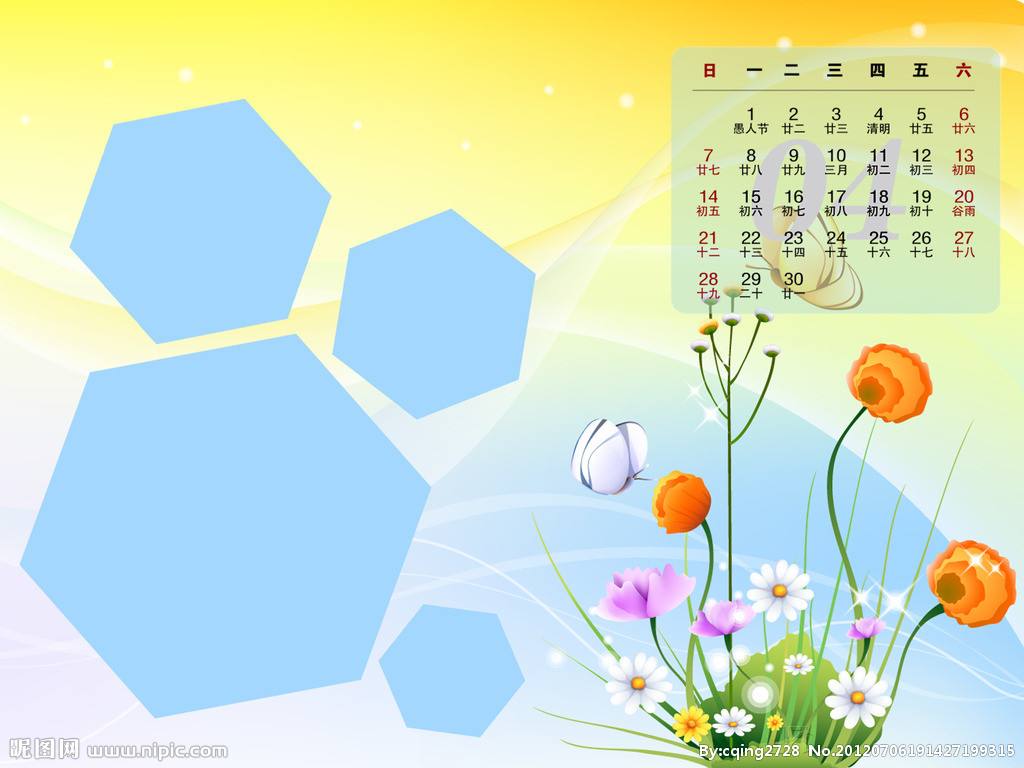 日 一 二 三 四 五 六
1 2 3 4 5 6
愚人节 廿二 廿三 清明 廿五 廿六
04
7 8 9 10 11 12 13
廿七 廿八 廿九 三月 初二 初三 初四
14 15 16 17 18 19 20
初五 初六 初七 初八 初九 初十 谷雨
21 22 23 24 25 26 27
十二 十三 十四 十五 十六 十七 十八
28 29 30
十九 二十 廿一
昵图网 www.nipic.com
By:cqing2728 No.20120706191427199315